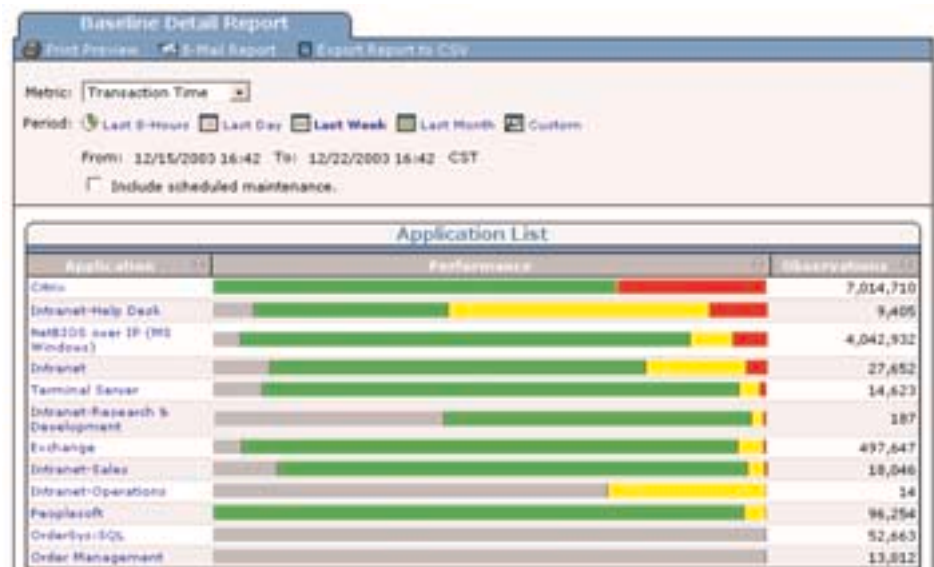 Baseline Detail Report
Print Preview E-Mail Report Export Report to CSV
Metric: Transaction Time
Period: Last 8-Hours Last Day Last Week Last Month Custom
From: 12/15/2003 16:42 To: 12/22/2003 16:42 CST
Include scheduled maintenance.
Application List
Application Performance Observations
Citrix 7,014,710
Intranet-Help Desk 9,405
NetBIOS over IP (MS
Windows) 4,042,932
Intranet 27,652
Terminal Server 14,623
Intranet-Research &
Development 187
Exchange 497,647
Intranet-Sales 18,046
Intranet-Operations 14
Peoplesoft 96,254
OrderSys:SQL 52,663
Order Management 13,812